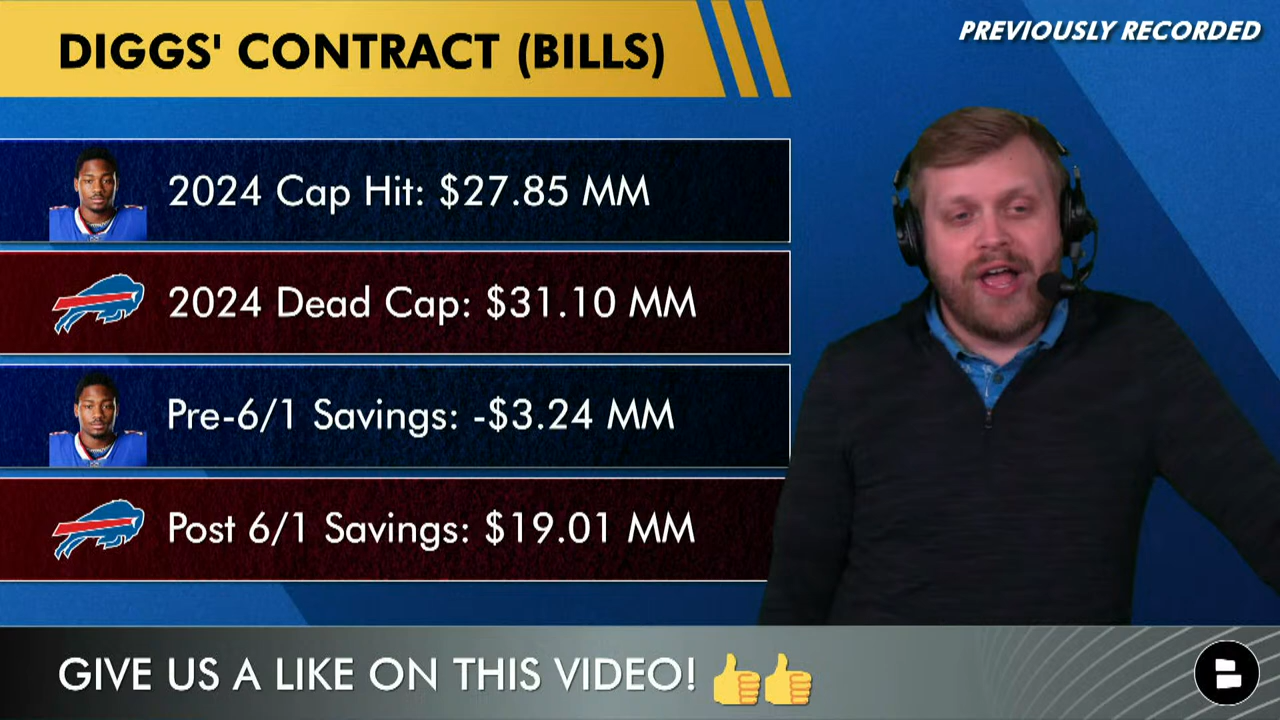 DIGGS' CONTRACT (BILLS)
PREVIOUSLY RECORDED
2024 Cap Hit: $27.85 MM
2024 Dead Cap: $31.10 MM
Pre-6/1 Savings: -$3.24 MM
Post 6/1 Savings: $19.01 MM
GIVE US A LIKE ON THIS VIDEO! 👍👍